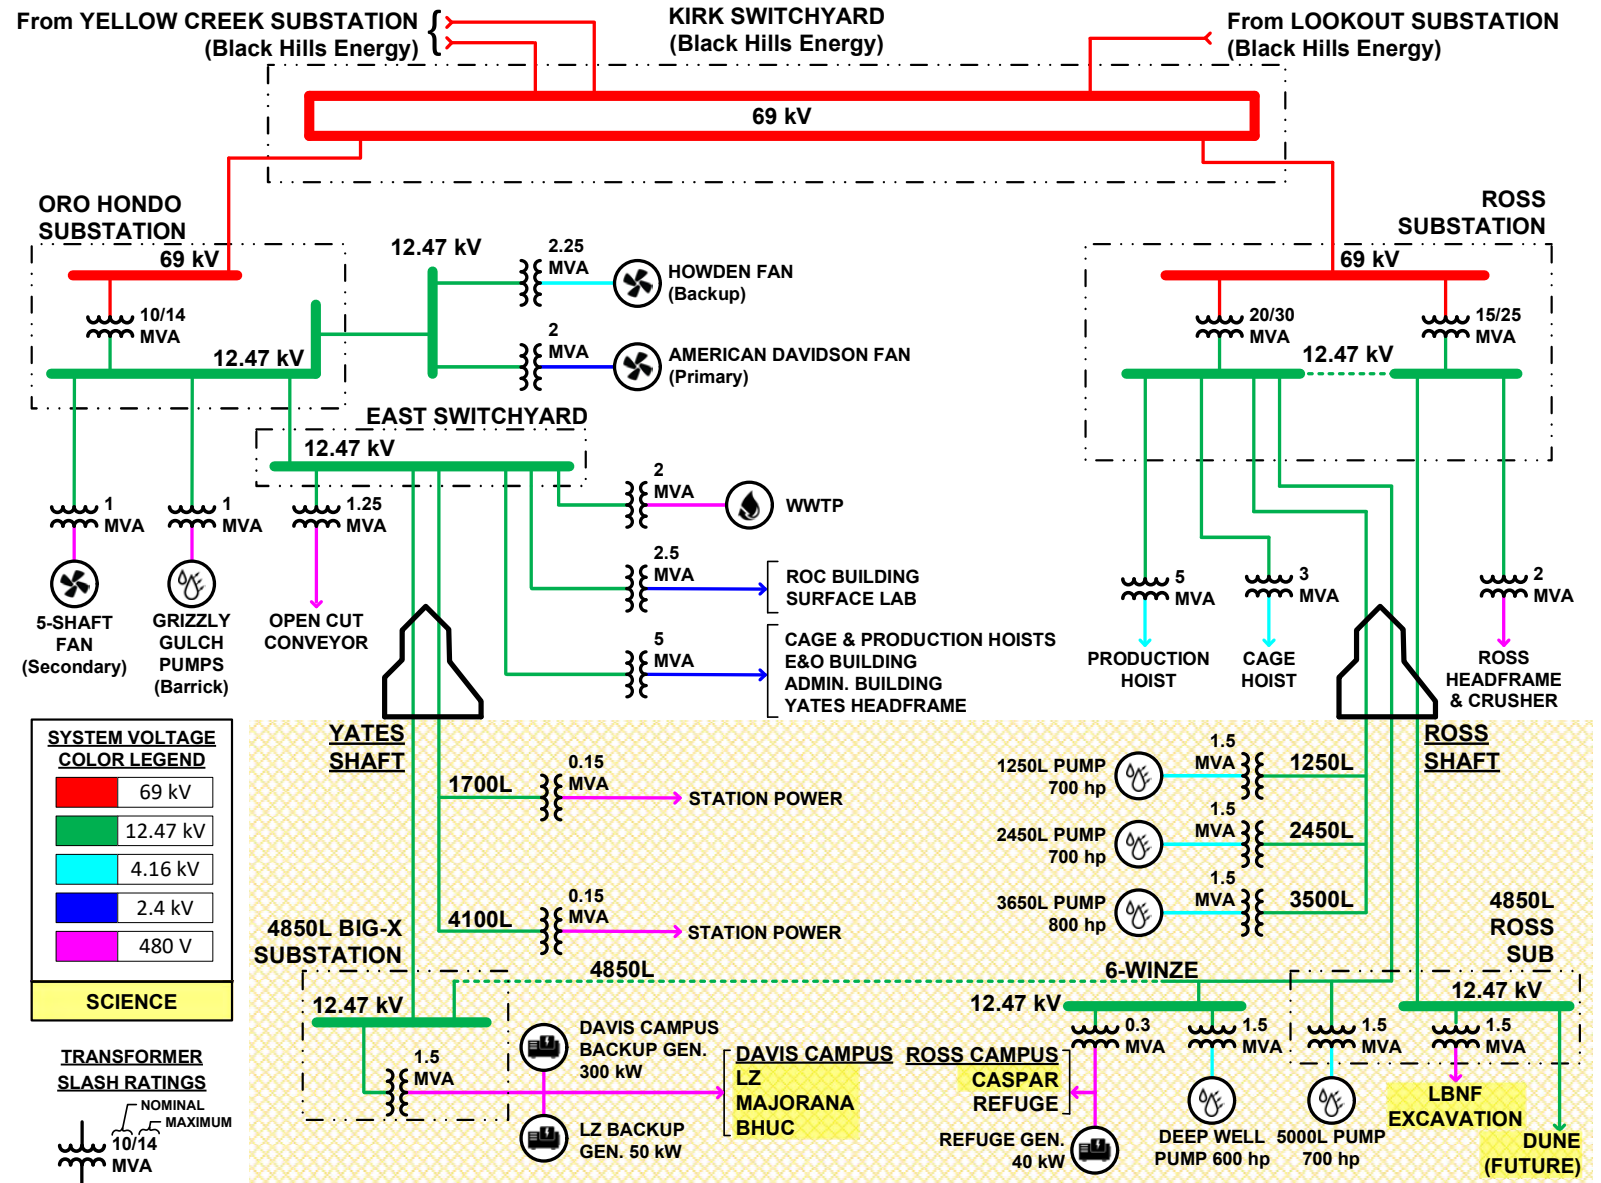 From YELLOW CREEK SUBSTATION
(Black Hills Energy)
KIRK SWITCHYARD
(Black Hills Energy)
From LOOKOUT SUBSTATION
(Black Hills Energy)
69 kV
ORO HONDO
SUBSTATION
69 kV
10/14
MVA
12.47 kV
12.47 kV
2.25
MVA
HOWDEN FAN
(Backup)
2
MVA
AMERICAN DAVIDSON FAN
(Primary)
ROSS
SUBSTATION
69 kV
20/30
MVA
15/25
MVA
12.47 kV
EAST SWITCHYARD
12.47 kV
1
MVA
1
MVA
1.25
MVA
5-SHAFT
FAN
(Secondary)
GRIZZLY
GULCH
PUMPS
(Barrick)
OPEN CUT
CONVEYOR
2
MVA
WWTP
2.5
MVA
ROC BUILDING
SURFACE LAB
5
MVA
CAGE & PRODUCTION HOISTS
E&O BUILDING
ADMIN. BUILDING
YATES HEADFRAME
5
MVA
3
MVA
2
MVA
PRODUCTION
HOIST
CAGE
HOIST
ROSS
HEADFRAME
& CRUSHER
SYSTEM VOLTAGE
COLOR LEGEND
69 kV
12.47 kV
4.16 kV
2.4 kV
480 V
SCIENCE
TRANSFORMER
SLASH RATINGS
NOMINAL
MAXIMUM
10/14
MVA
YATES
SHAFT
1700L
0.15
MVA
STATION POWER
4100L
0.15
MVA
STATION POWER
ROSS
SHAFT
1250L PUMP
700 hp
1.5
MVA
1250L
2450L PUMP
700 hp
1.5
MVA
2450L
3650L PUMP
800 hp
1.5
MVA
3500L
4850L BIG-X
SUBSTATION
12.47 kV
1.5
MVA
4850L
6-WINZE
12.47 kV
4850L
ROSS
SUB
12.47 kV
DAVIS CAMPUS
BACKUP GEN.
300 kW
LZ BACKUP
GEN. 50 kW
DAVIS CAMPUS
LZ
MAJORANA
BHUC
ROSS CAMPUS
CASPAR
REFUGE
0.3
MVA
1.5
MVA
1.5
MVA
1.5
MVA
REFUGE GEN.
40 kW
DEEP WELL
PUMP 600 hp
5000L PUMP
700 hp
LBNF
EXCAVATION
DUNE
(FUTURE)